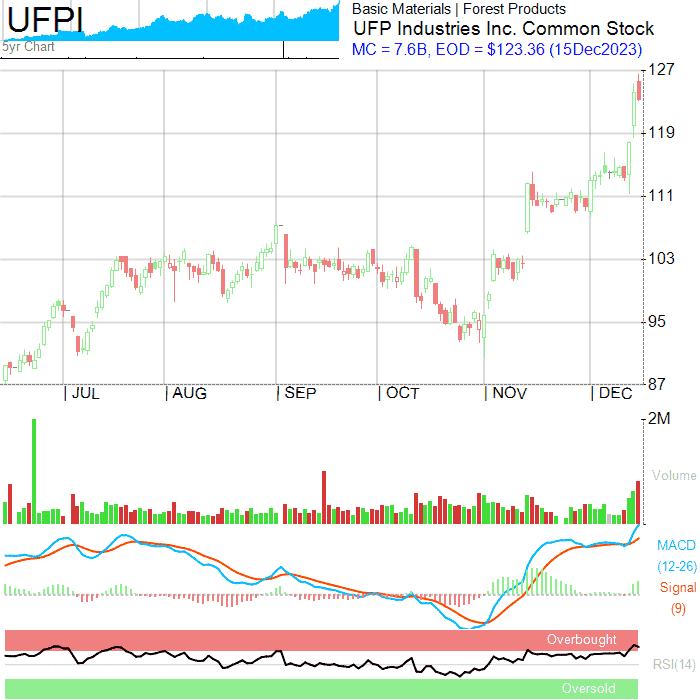 UFPI
5yr Chart
Basic Materials | Forest Products
UFP Industries Inc. Common Stock
MC = 7.6B, EOD = $123.36 (15Dec2023)
127
119
111
103
95
87
| JUL | AUG | SEP | OCT | NOV | DEC
2M
Volume
MACD
(12-26)
Signal
(9)
Overbought
RSI(14)
Oversold